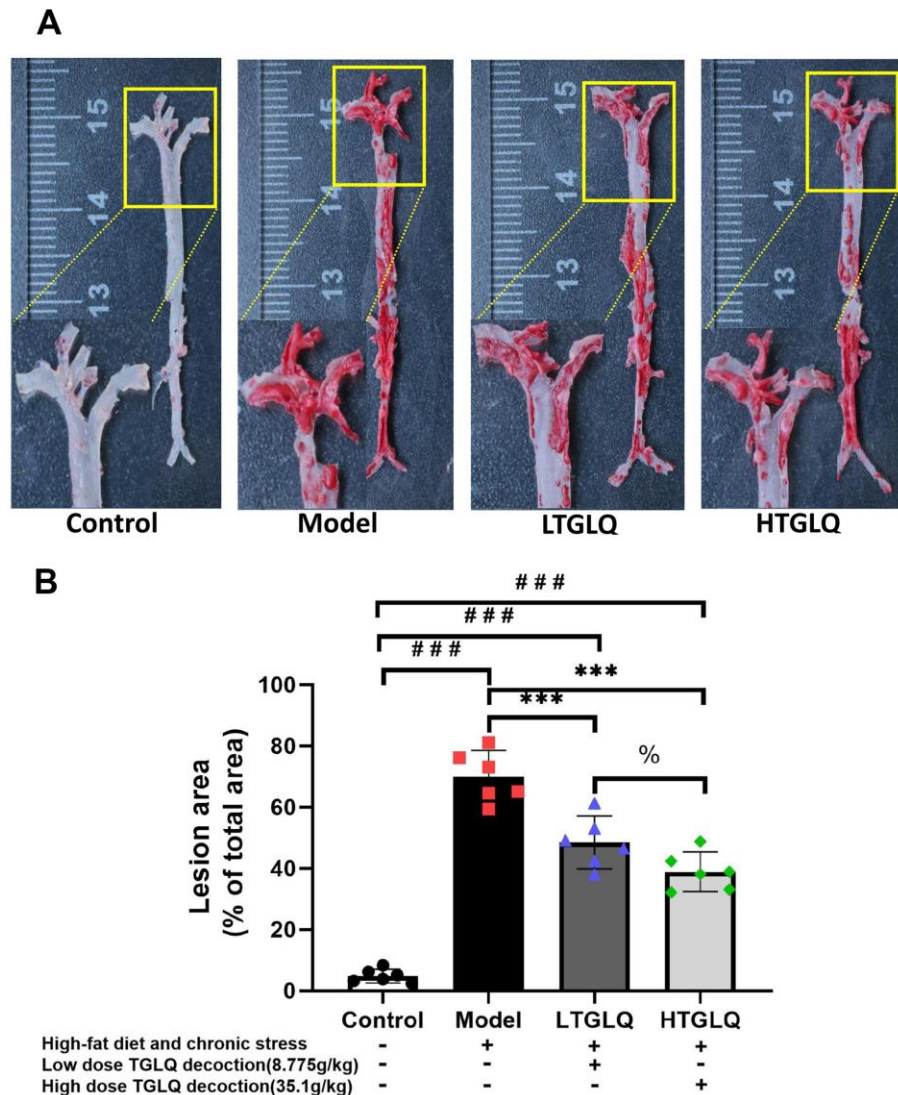 A
15
14
13
15
14
13
15
14
13
15
14
13
Control Model LTGLQ HTGLQ
B
# # #
# # #
# # #
***
***
%
Lesion area
(% of total area)
100
80
60
40
20
0
Control Model LTGLQ HTGLQ
High-fat diet and chronic stress - + + +
Low dose TGLQ decoction(8.775g/kg) - - + -
High dose TGLQ decoction(35.1g/kg) - - - +